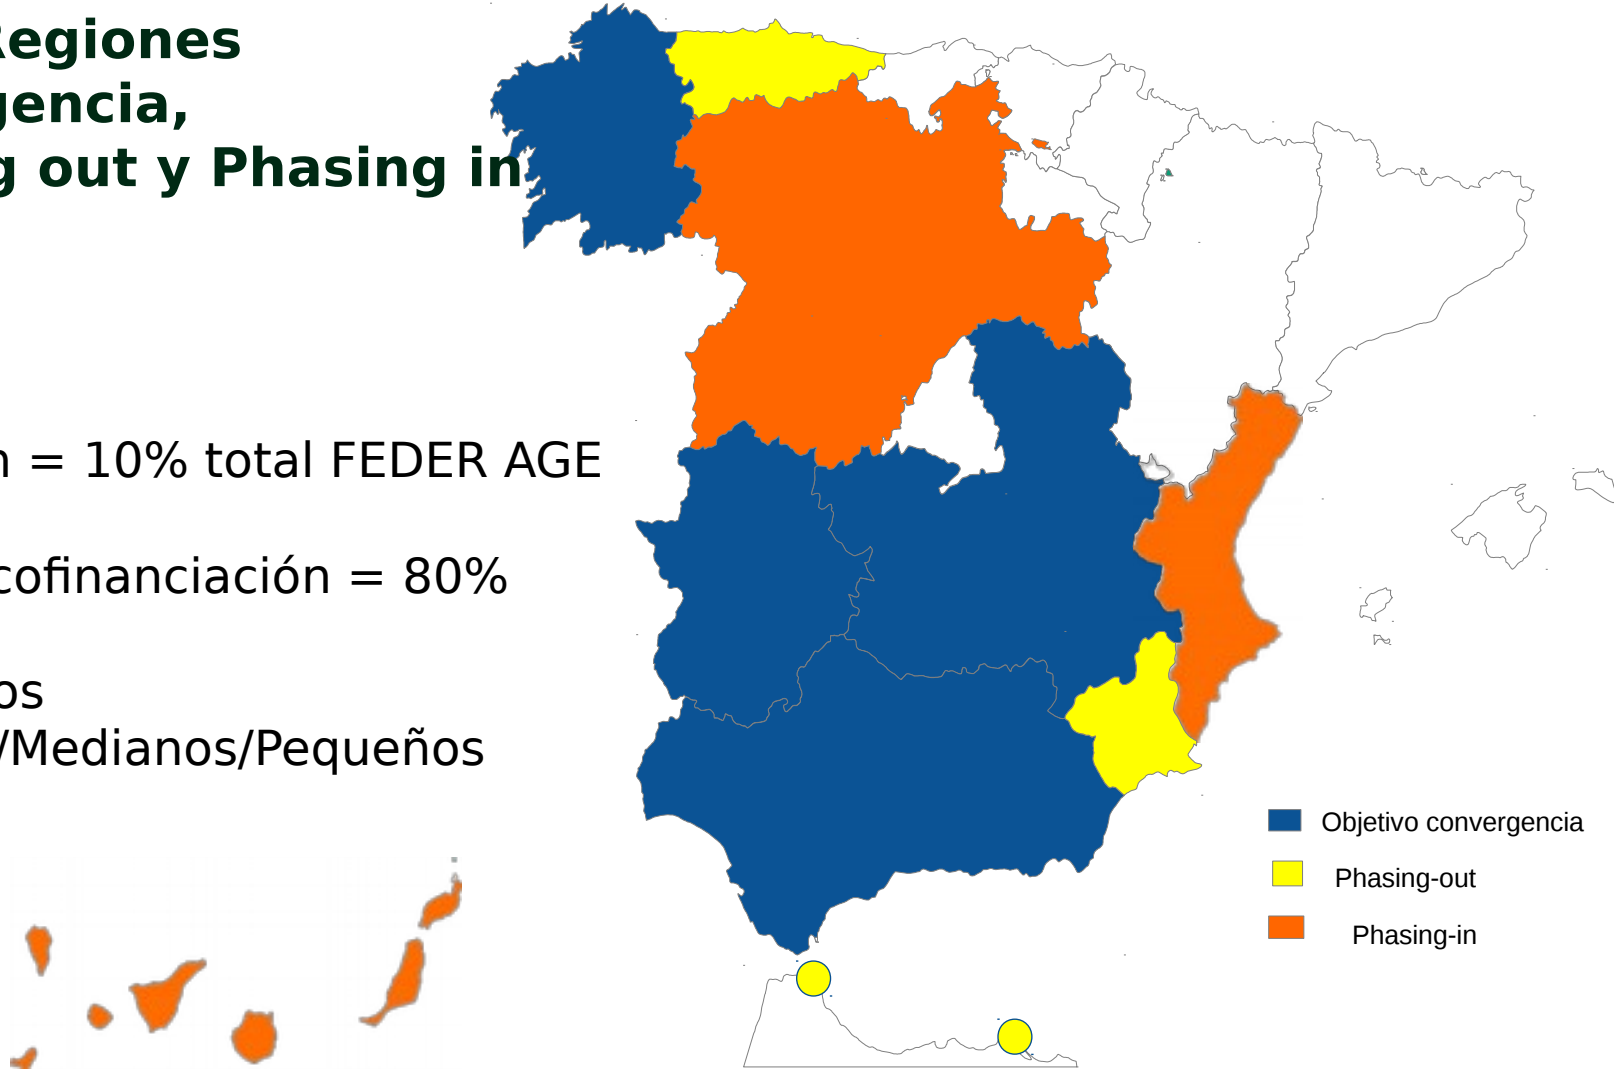 Regiones
gencia,
g out y Phasing in
n = 10% total FEDER AGE
cofinanciación = 80%
os
/Medianos/Pequeños
Objetivo convergencia
Phasing-out
Phasing-in